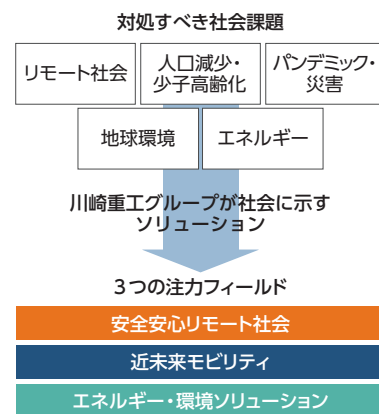 対処すべき社会課題
リモート社会
人口減少・
少子高齢化
パンデミック・
災害
地球環境
エネルギー
川崎重工グループが社会に示す
ソリューション
3つの注力フィールド
安全安心リモート社会
近未来モビリティ
エネルギー・環境ソリューション